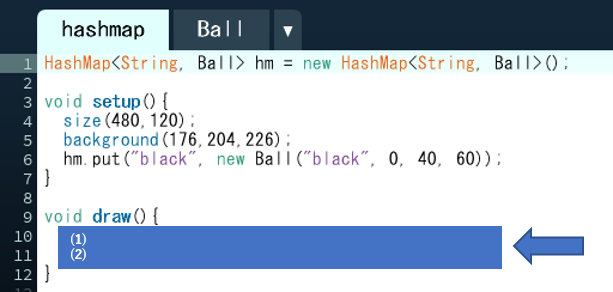 hashmap Ball ▼
1 HashMap<String, Ball> hm = new HashMap<String, Ball>();
2
3 void setup(){
4 size(480,120);
5 background(176,204,226);
6 hm.put("black", new Ball("black", 0, 40, 60));
7 }
8
9 void draw(){
10 (1)
11 (2)
12 }